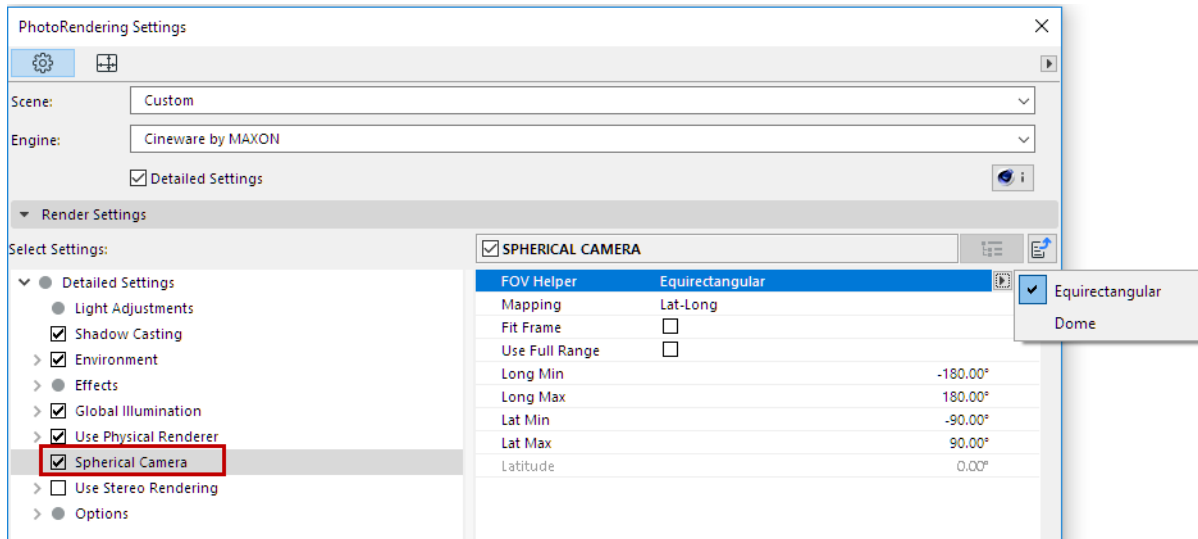 PhotoRendering Settings
Scene:
Custom
Engine:
Cineware by MAXON
Detailed Settings
i
Render Settings
Select Settings:
SPHERICAL CAMERA
Detailed Settings
Light Adjustments
Shadow Casting
Environment
Effects
Global Illumination
Use Physical Renderer
Spherical Camera
Use Stereo Rendering
Options
FOV Helper Equirectangular
Mapping Lat-Long
Fit Frame
Use Full Range
Long Min -180.00°
Long Max 180.00°
Lat Min -90.00°
Lat Max 90.00°
Latitude 0.00°
Equirectangular
Dome